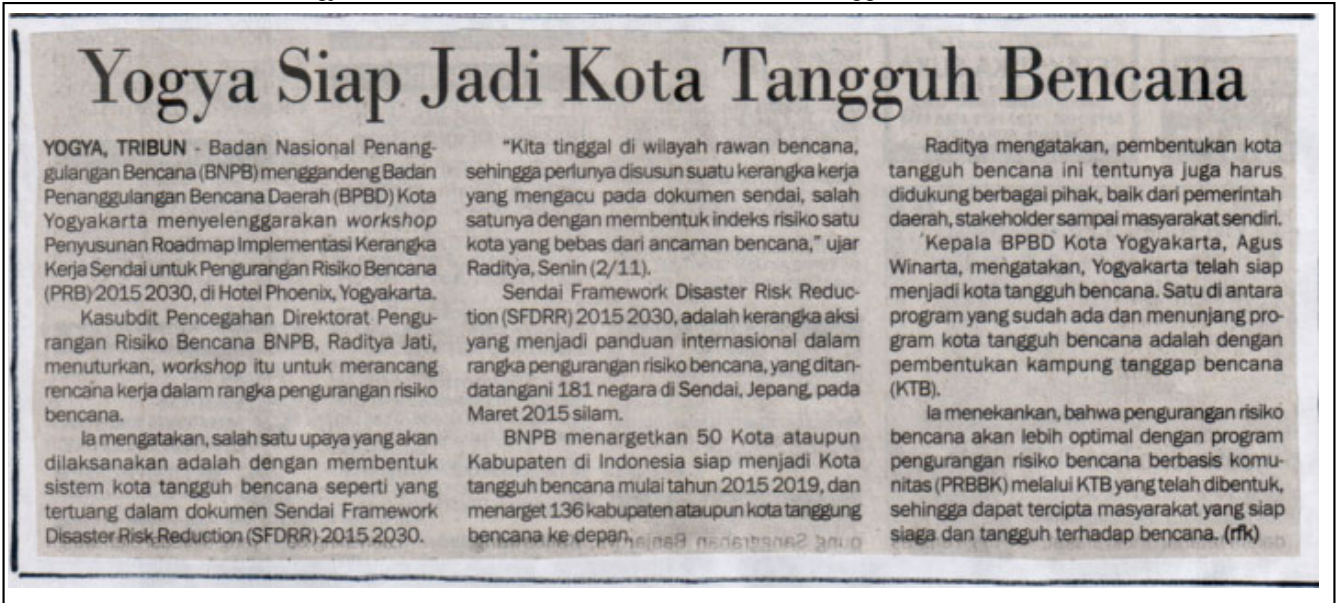 Yogya Siap Jadi Kota Tangguh Bencana
YOGYA, TRIBUN - Badan Nasional Penang-
gulangan Bencana (BNPB) menggandeng Badan
Penanggulangan Bencana Daerah (BPBD) Kota
Yogyakarta menyelenggarakan workshop
Penyusunan Roadmap Implementasi Kerangka
Kerja Sendai untuk Pengurangan Risiko Bencana
(PRB) 2015 2030, di Hotel Phoenix, Yogyakarta.
Kasubdit Pencegahan Direktorat Pengu-
rangan Risiko Bencana BNPB, Raditya Jati,
menuturkan, workshop itu untuk merancang
rencana kerja dalam rangka pengurangan risiko
bencana.
Ia mengatakan, salah satu upaya yang akan
dilaksanakan adalah dengan membentuk
sistem kota tangguh bencana seperti yang
tertuang dalam dokumen Sendai Framework
Disaster Risk Reduction (SFDRR) 2015 2030.
"Kita tinggal di wilayah rawan bencana,
sehingga perlunya disusun suatu kerangka kerja
yang mengacu pada dokumen sendai, salah
satunya dengan membentuk indeks risiko satu
kota yang bebas dari ancaman bencana," ujar
Raditya, Senin (2/11).
Sendai Framework Disaster Risk Reduc-
tion (SFDRR) 2015 2030, adalah kerangka aksi
yang menjadi panduan internasional dalam
rangka pengurangan risiko bencana, yang ditan-
datangani 181 negara di Sendai, Jepang, pada
Maret 2015 silam.
BNPB menargetkan 50 Kota ataupun
Kabupaten di Indonesia siap menjadi Kota
tangguh bencana mulai tahun 2015 2019, dan
menarget 136 kabupaten ataupun kota tanggung
bencana ke depan.
Raditya mengatakan, pembentukan kota
tangguh bencana ini tentunya juga harus
didukung berbagai pihak, baik dari pemerintah
daerah, stakeholder sampai masyarakat sendiri.
Kepala BPBD Kota Yogyakarta, Agus
Winarta, mengatakan, Yogyakarta telah siap
menjadi kota tangguh bencana. Satu di antara
program yang sudah ada dan menunjang pro-
gram kota tangguh bencana adalah dengan
pembentukan kampung tanggap bencana
(KTB).
Ia menekankan, bahwa pengurangan risiko
bencana akan lebih optimal dengan program
pengurangan risiko bencana berbasis komu-
nitas (PRBBK) melalui KTB yang telah dibentuk,
sehingga dapat tercipta masyarakat yang siap
siaga dan tangguh terhadap bencana. (rfk)